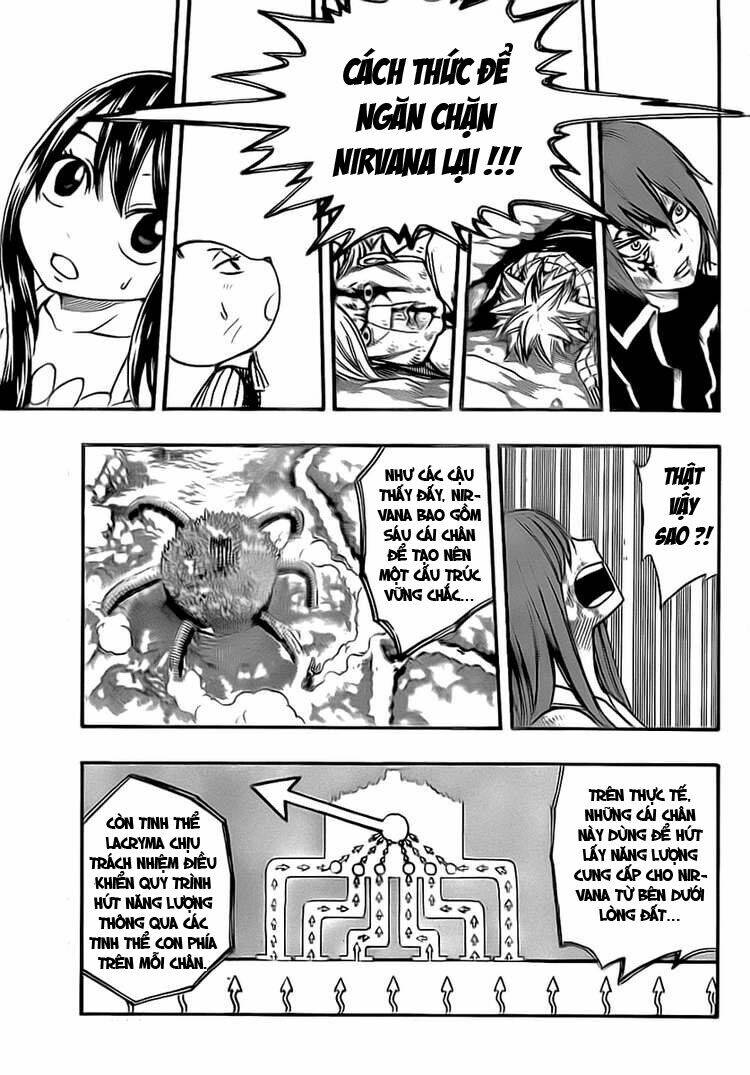 CÁCH THỨC ĐỂ
NGĂN CHẶN
NIRVANA LẠI !!!
THẬT
VẬY
SAO ?!
NHƯ CÁC CẬU
THẤY ĐẤY, NIR-
VANA BAO GỒM
SÁU CÁI CHÂN
ĐỂ TẠO NÊN
MỘT CẤU TRÚC
VỮNG CHẮC...
TRÊN THỰC TẾ,
NHỮNG CÁI CHÂN
NÀY DÙNG ĐỂ HÚT
LẤY NĂNG LƯỢNG
CUNG CẤP CHO NIR-
VANA TỪ BÊN DƯỚI
LÒNG ĐẤT...
CÒN TINH THỂ
LACRYMA CHỊU
TRÁCH NHIỆM ĐIỀU
KHIỂN QUY TRÌNH
HÚT NĂNG LƯỢNG
THÔNG QUA CÁC
TINH THỂ CON PHÍA
TRÊN MỖI CHÂN.